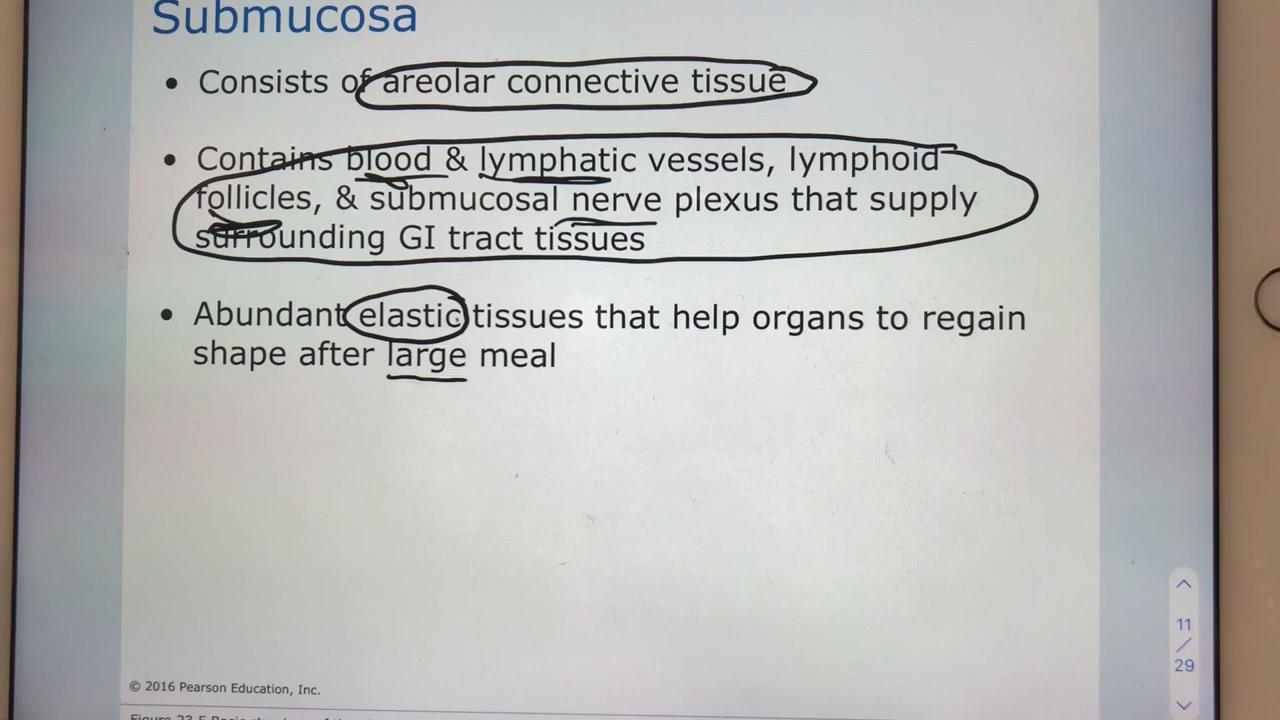 Submucosa
• Consists of areolar connective tissue
• Contains blood & lymphatic vessels, lymphoid
follicles, & submucosal nerve plexus that supply
surrounding GI tract tissues
• Abundant elastic tissues that help organs to regain
shape after large meal
11
/
29
© 2016 Pearson Education, Inc.